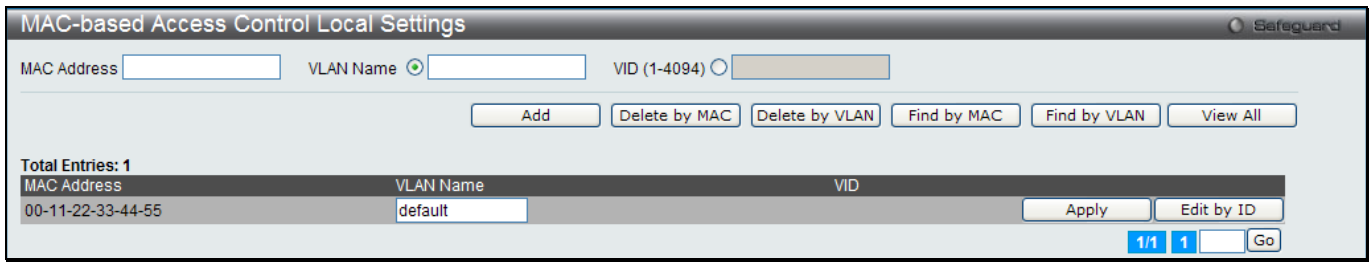 MAC-based Access Control Local Settings Safeguard
MAC Address VLAN Name VID (1-4094)
Add Delete by MAC Delete by VLAN Find by MAC Find by VLAN View All
Total Entries: 1
MAC Address VLAN Name VID
00-11-22-33-44-55 default Apply Edit by ID
1/1 1 Go